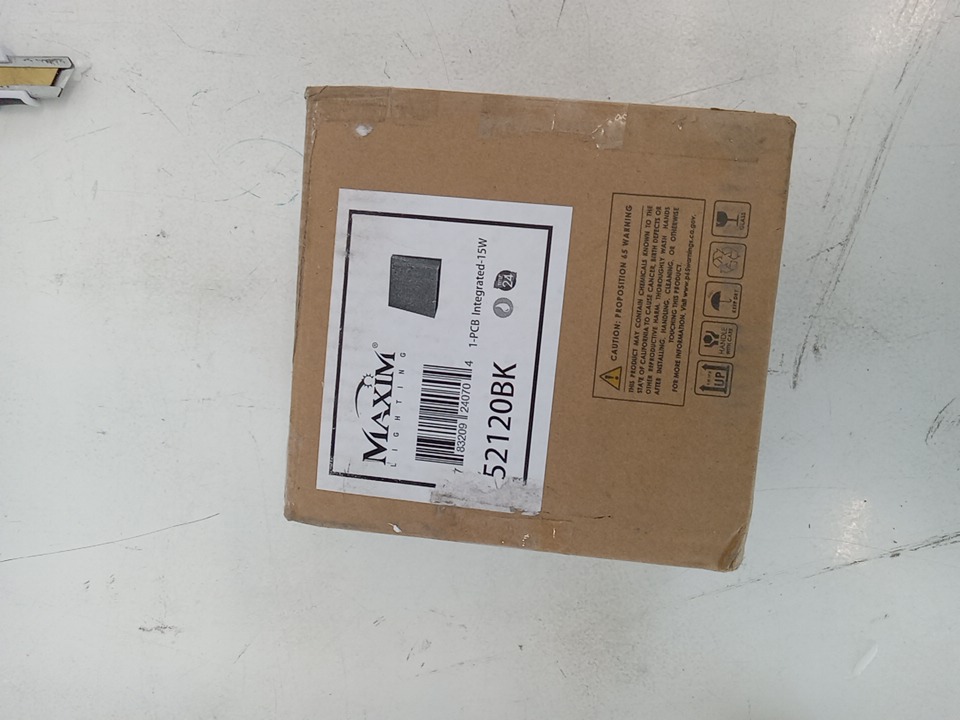 MAXIM®
LIGHTING
7 83209 24070 4
1-PCB Integrated-15W
24
52120BK
CAUTION: PROPOSITION 65 WARNING
THIS PRODUCT MAY CONTAIN CHEMICALS KNOWN TO THE
STATE OF CALIFORNIA TO CAUSE CANCER, BIRTH DEFECTS OR
OTHER REPRODUCTIVE HARM. THOROUGHLY WASH HANDS
AFTER INSTALLING, HANDLING, CLEANING, OR OTHERWISE
TOUCHING THIS PRODUCT.
FOR MORE INFORMATION, Visit www.p65warnings.ca.gov.
UP
HANDLE
WITH CARE
KEEP DRY
GLASS